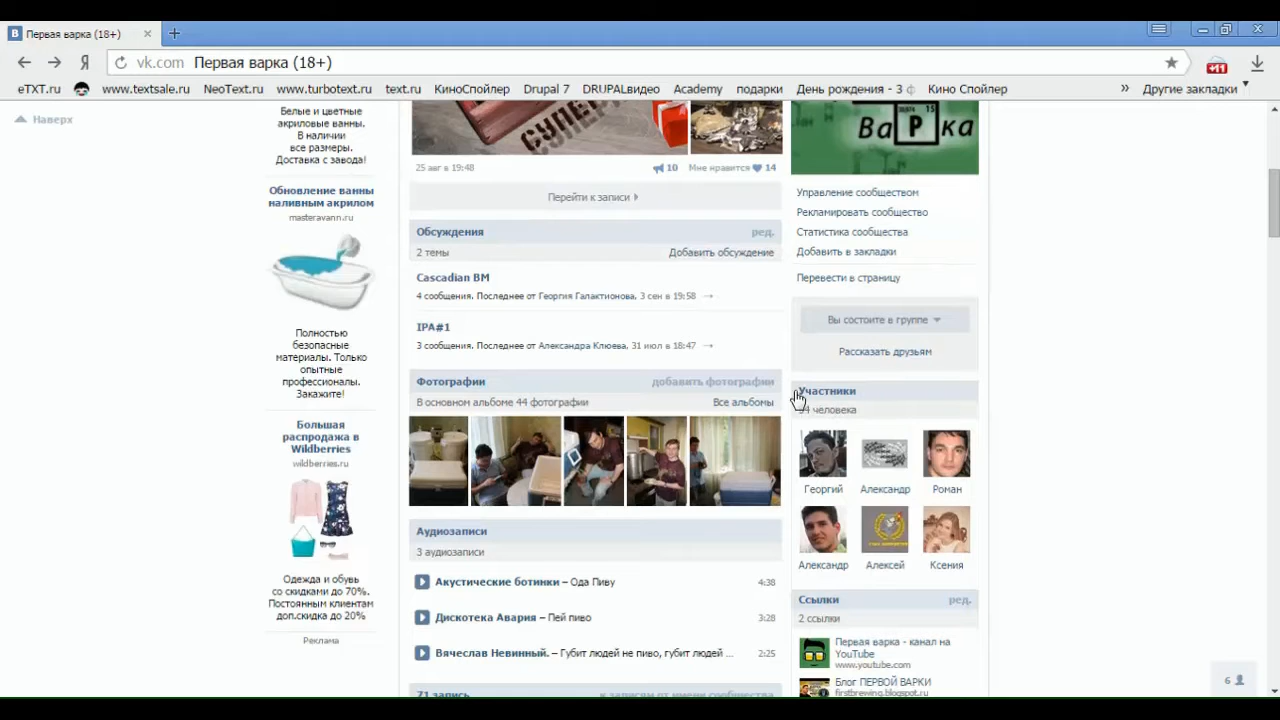 Первая варка (18+)
vk.com Первая варка (18+)
+11
eTXT.ru www.textsale.ru NeoText.ru www.turbotext.ru text.ru КиноСпойлер Drupal 7 DRUPALвидео Academy подарки День рождения - 3 ф Кино Спойлер » Другие закладки
Наверх
Белые и цветные
акриловые ванны.
В наличии
все размеры.
Доставка с завода!
Обновление ванны
наливным акрилом
masteravann.ru
Полностью
безопасные
материалы. Только
опытные
профессионалы.
Закажите!
Большая
распродажа в
Wildberries
wildberries.ru
Одежда и обувь
со скидками до 70%.
Постоянным клиентам
доп.скидка до 20%
Реклама
СУПЕР
25 авг в 19:48 10 Мне нравится 14
Перейти к записи
Обсуждения ред.
2 темы Добавить обсуждение
Cascadian BM
4 сообщения. Последнее от Георгия Галактионова, 3 сен в 19:58 →
IPA#1
3 сообщения. Последнее от Александра Клюева, 31 июл в 18:47 →
Фотографии добавить фотографии
В основном альбоме 44 фотографии Все альбомы
Аудиозаписи
3 аудиозаписи
Акустические ботинки – Ода Пиву 4:38
Дискотека Авария – Пей пиво 3:28
Вячеслав Невинный. – Губит людей не пиво, губит людей ... 2:25
71 запись к записям от имени сообщества
15
ВаРка
Управление сообществом
Рекламировать сообщество
Статистика сообщества
Добавить в закладки
Перевести в страницу
Вы состоите в группе
Рассказать друзьям
Участники
человека
Георгий Александр Роман
Александр Алексей Ксения
Ссылки ред.
2 ссылки
Первая варка - канал на
YouTube
www.youtube.com
Блог ПЕРВОЙ ВАРКИ
firstbrewing.blogspot.ru
6